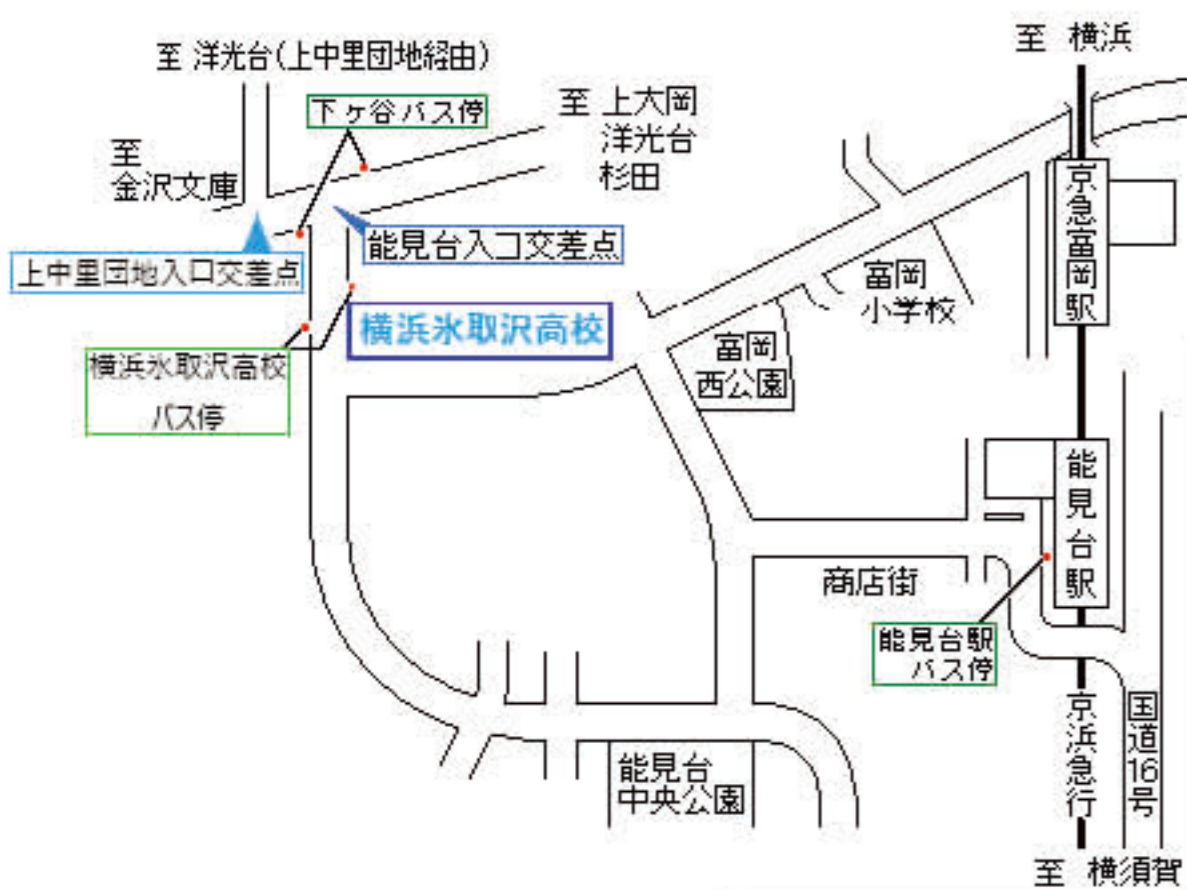 至 横浜
至 洋光台(上中里団地経由)
下ヶ谷バス停
至 上大岡
洋光台
杉田
至
金沢文庫
京急富岡駅
能見台入コ交差点
上中里団地入口交差点
富岡
小学校
横浜氷取沢高校
富岡
西公園
横浜氷取沢高校
バス停
能見台駅
商店街
能見台駅
バス停
京浜急行
国道16号
能見台
中央公園
至 横須賀